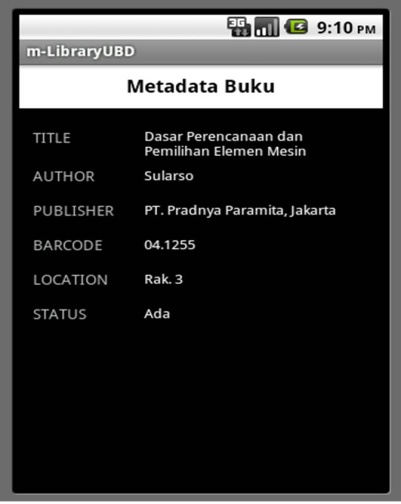 3G 9:10 PM
m-LibraryUBD
Metadata Buku
TITLE Dasar Perencanaan dan
Pemilihan Elemen Mesin
AUTHOR Sularso
PUBLISHER PT. Pradnya Paramita, Jakarta
BARCODE 04.1255
LOCATION Rak. 3
STATUS Ada